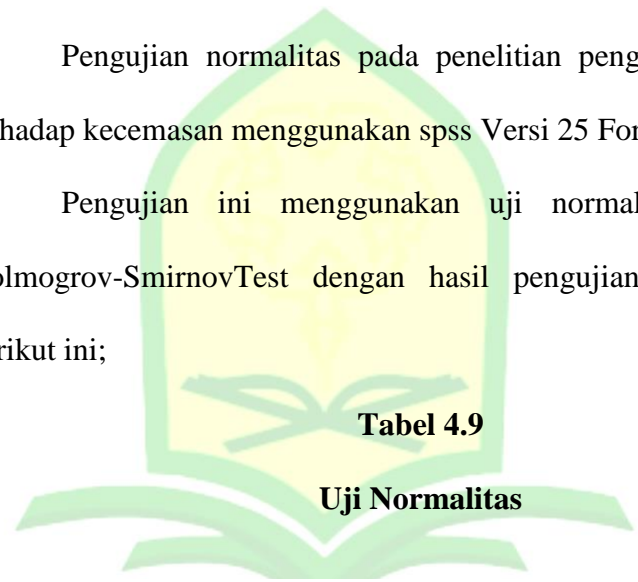 Pengujian normalitas pada penelitian peng
hadap kecemasan menggunakan spss Versi 25 For
Pengujian ini menggunakan uji normal
olmogrov-SmirnovTest dengan hasil pengujian
rikut ini;
Tabel 4.9
Uji Normalitas